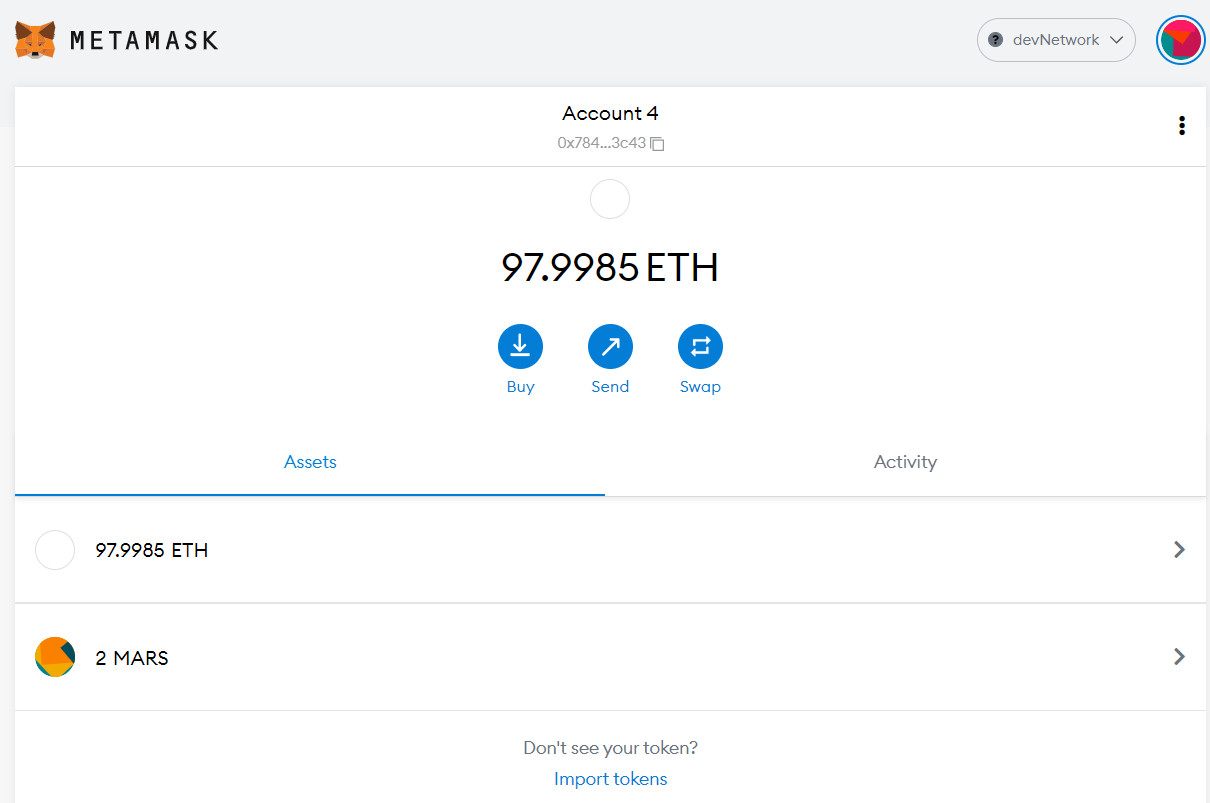 METAMASK
? devNetwork
Account 4
0x784...3c43
97.9985 ETH
Buy Send Swap
Assets Activity
97.9985 ETH
2 MARS
Don't see your token?
Import tokens